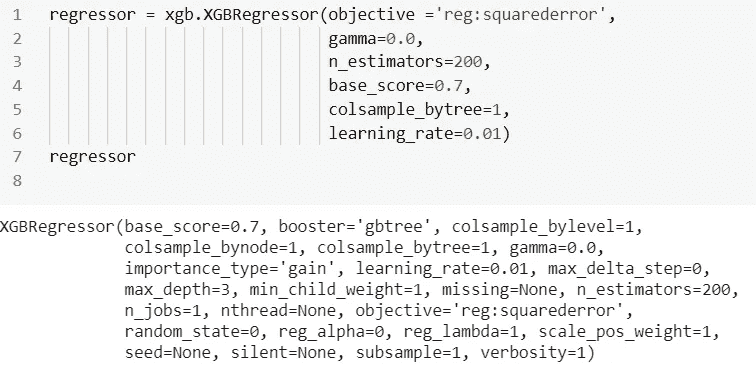 1 regressor = xgb.XGBRegressor(objective ='reg:squarederror',
2 gamma=0.0,
3 n_estimators=200,
4 base_score=0.7,
5 colsample_bytree=1,
6 learning_rate=0.01)
7 regressor
8
XGBRegressor(base_score=0.7, booster='gbtree', colsample_bylevel=1,
colsample_bynode=1, colsample_bytree=1, gamma=0.0,
importance_type='gain', learning_rate=0.01, max_delta_step=0,
max_depth=3, min_child_weight=1, missing=None, n_estimators=200,
n_jobs=1, nthread=None, objective='reg:squarederror',
random_state=0, reg_alpha=0, reg_lambda=1, scale_pos_weight=1,
seed=None, silent=None, subsample=1, verbosity=1)